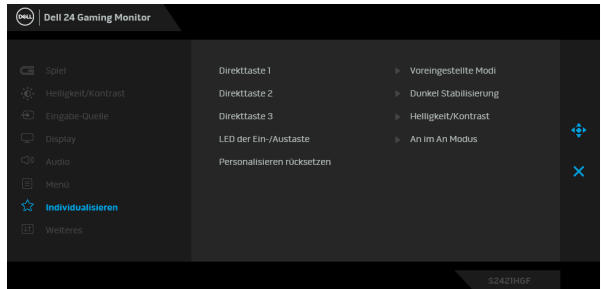 DELL Dell 24 Gaming Monitor
Spiel
Helligkeit/Kontrast
Eingabe-Quelle
Display
Audio
Menü
Individualisieren
Weiteres
Direkttaste 1 Voreingestellte Modi
Direkttaste 2 Dunkel Stabilisierung
Direkttaste 3 Helligkeit/Kontrast
LED der Ein-/Austaste An im An Modus
Personalisieren rücksetzen
S2421HGF